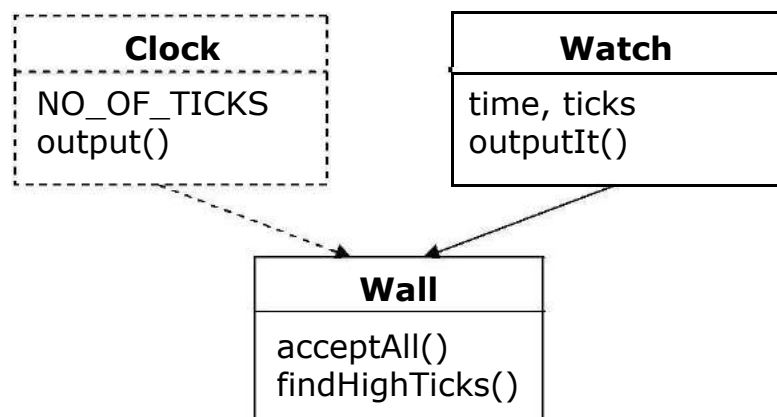 Clock
NO_OF_TICKS
output()
Watch
time, ticks
outputIt()
Wall
acceptAll()
findHighTicks()